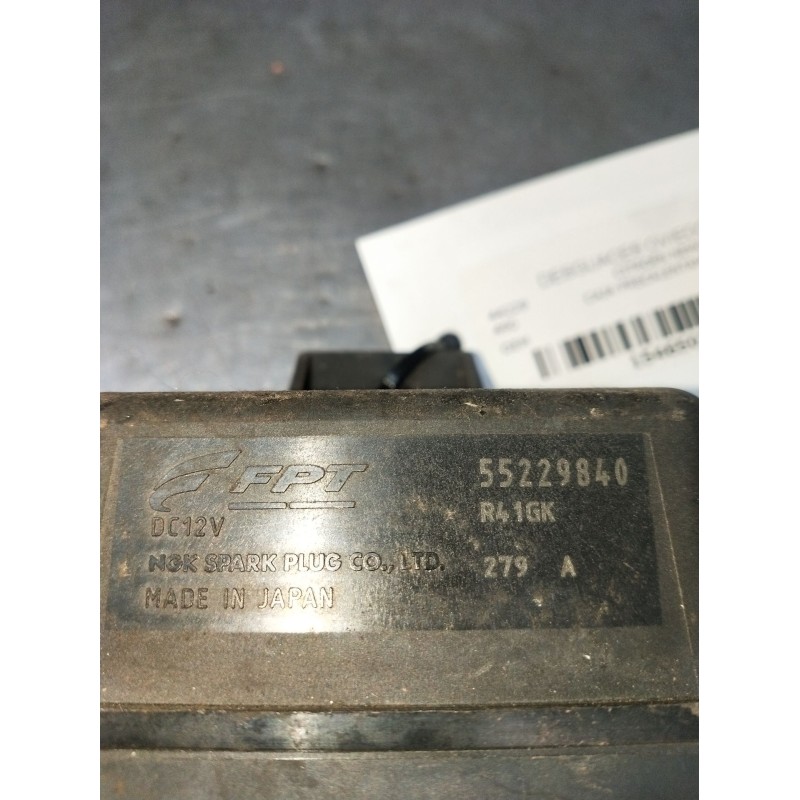 FPT
55229840
DC12V
R41GK
NGK SPARK PLUG CO., LTD.
279 A
MADE IN JAPAN